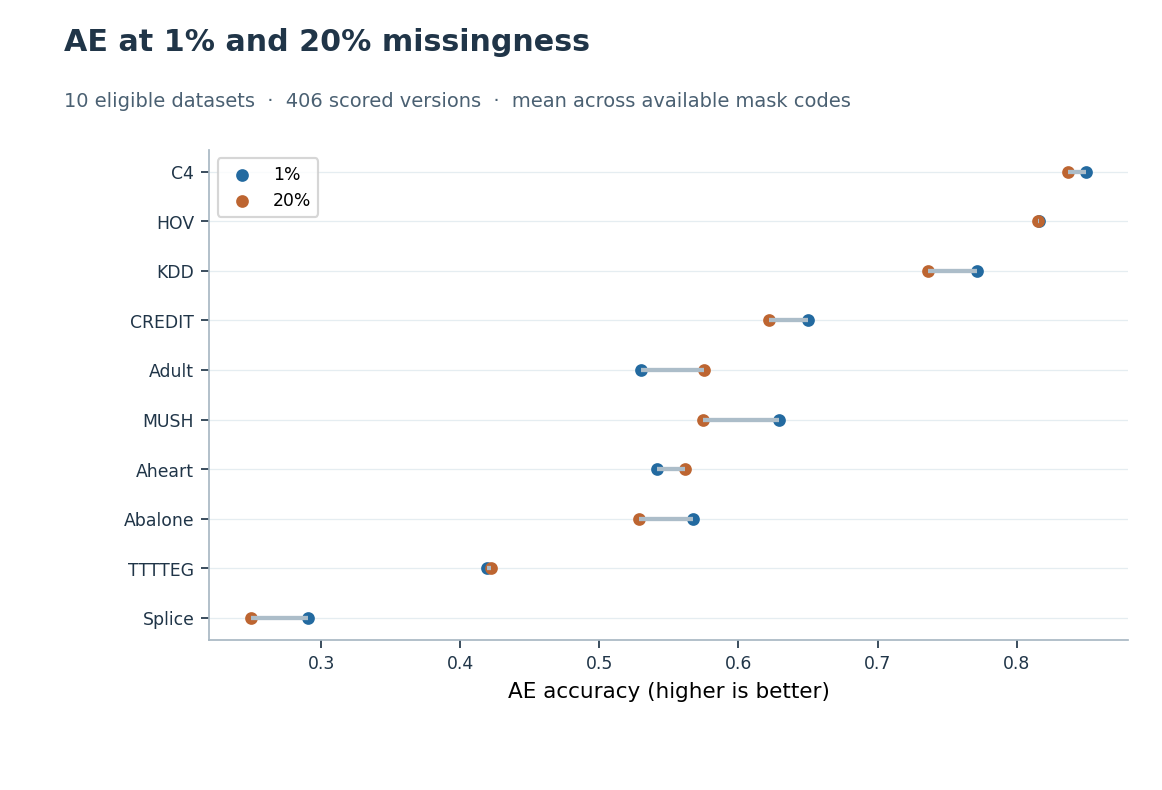 AE at 1% and 20% missingness
10 eligible datasets · 406 scored versions · mean across available mask codes
1%
20%
C4
HOV
KDD
CREDIT
Adult
MUSH
Aheart
Abalone
TTTTEG
Splice
0.3 0.4 0.5 0.6 0.7 0.8
AE accuracy (higher is better)